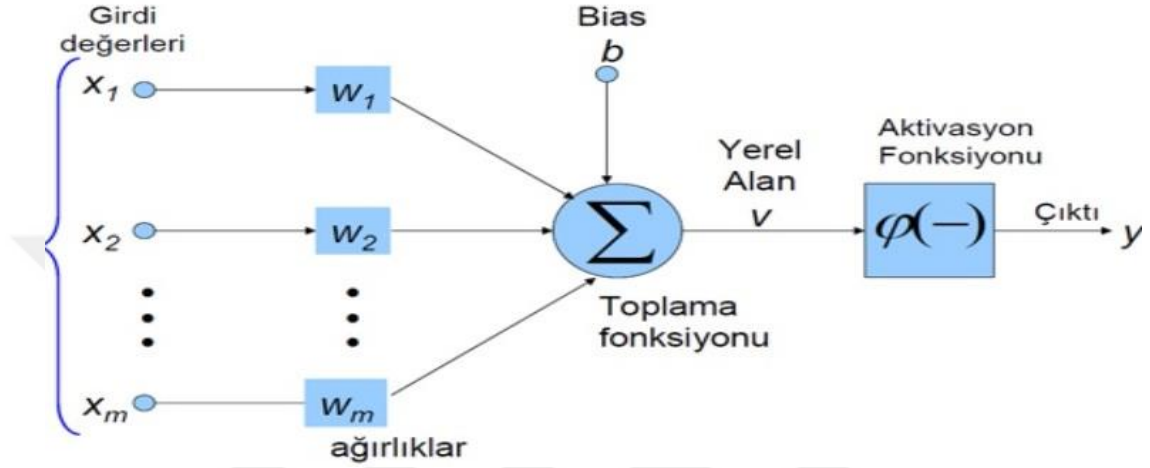 Girdi
değerleri
x1
w1
x2
w2
xm
wm
ağırlıklar
Bias
b
∑
Toplama
fonksiyonu
Yerel
Alan
v
Aktivasyon
Fonksiyonu
φ(−)
Çıktı
y